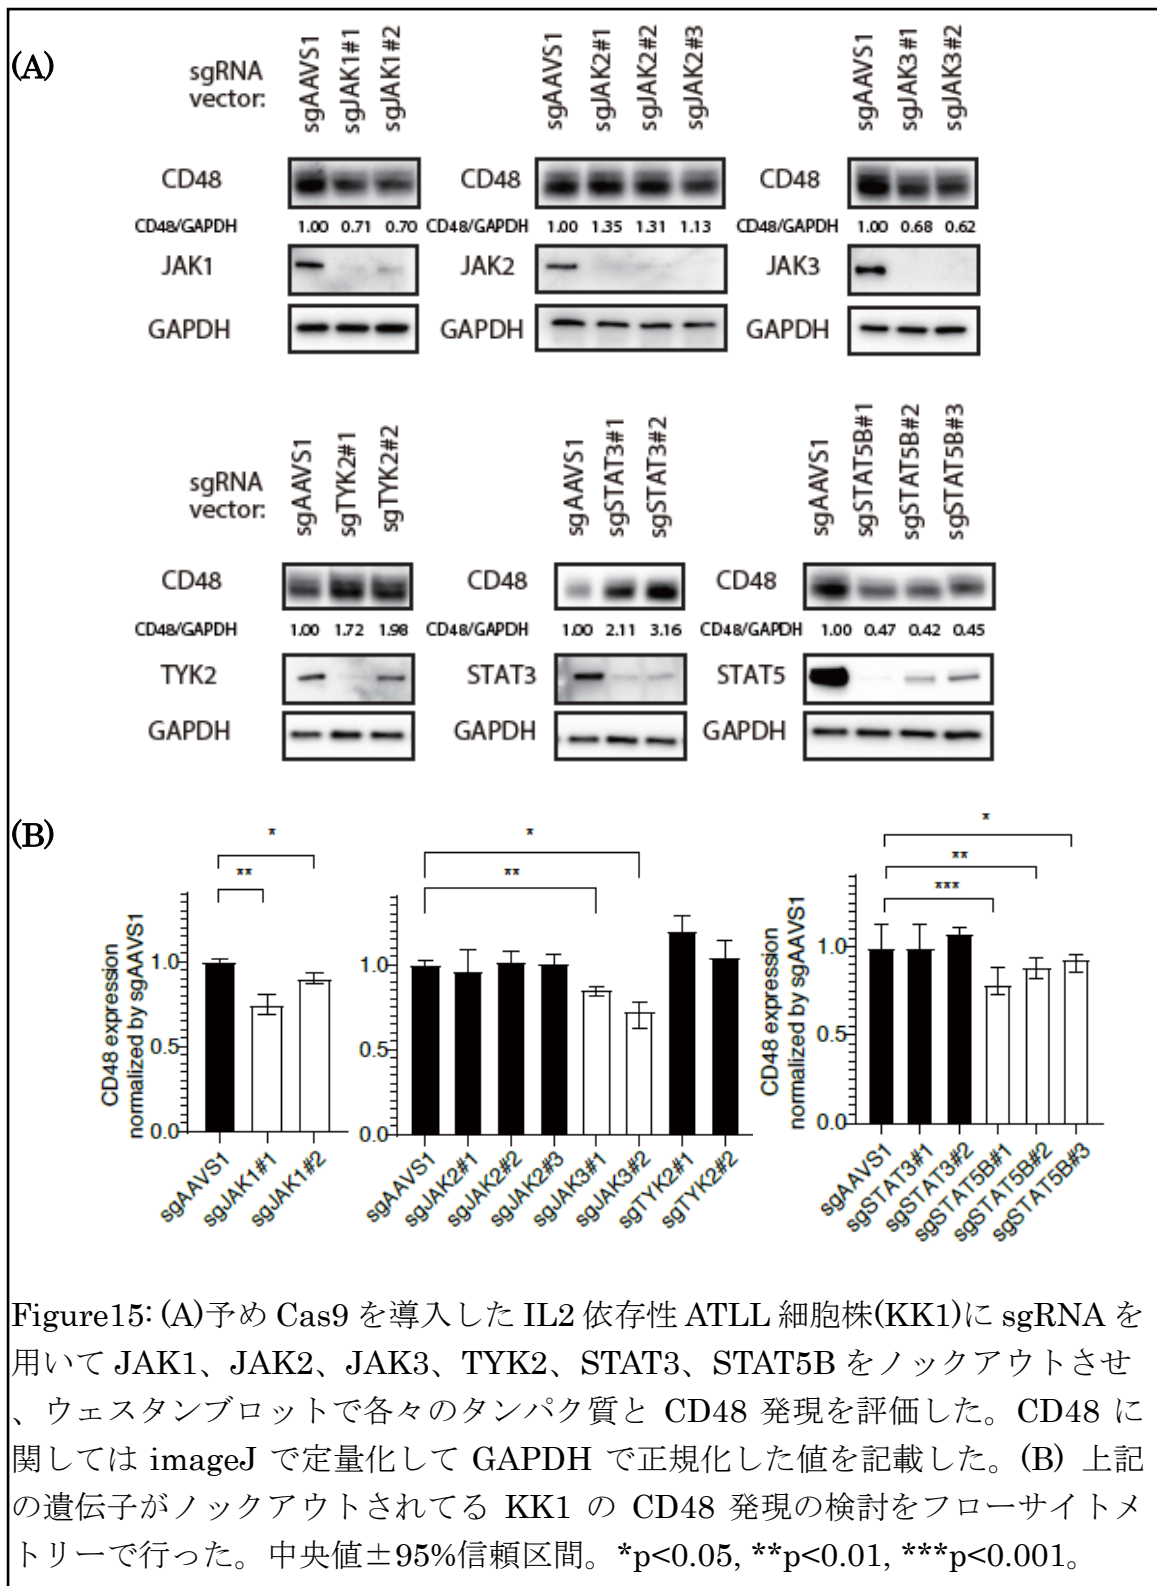 (A)
sgRNA
vector:
sgAAVS1
sgJAK1#1
sgJAK1#2
sgAAVS1
sgJAK2#1
sgJAK2#2
sgJAK2#3
sgAAVS1
sgJAK3#1
sgJAK3#2
CD48
CD48
CD48
CD48/GAPDH 1.00 0.71 0.70 CD48/GAPDH 1.00 1.35 1.31 1.13 CD48/GAPDH 1.00 0.68 0.62
JAK1
JAK2
JAK3
GAPDH
GAPDH
GAPDH
sgRNA
vector:
sgAAVS1
sgTYK2#1
sgTYK2#2
sgAAVS1
sgSTAT3#1
sgSTAT3#2
sgAAVS1
sgSTAT5B#1
sgSTAT5B#2
sgSTAT5B#3
CD48
CD48
CD48
CD48/GAPDH 1.00 1.72 1.98 CD48/GAPDH 1.00 2.11 3.16 CD48/GAPDH 1.00 0.47 0.42 0.45
TYK2
STAT3
STAT5
GAPDH
GAPDH
GAPDH
(B)
CD48 expression
normalized by sgAAVS1
1.0
0.5
0.0
*
**
sgAAVS1
sgJAK1#1
sgJAK1#2
1.0
0.5
0.0
*
**
sgAAVS1
sgJAK2#1
sgJAK2#2
sgJAK2#3
sgJAK3#1
sgJAK3#2
sgTYK2#1
sgTYK2#2
CD48 expression
normalized by sgAAVS1
1.0
0.5
0.0
*
**
***
sgAAVS1
sgSTAT3#1
sgSTAT3#2
sgSTAT5B#1
sgSTAT5B#2
sgSTAT5B#3
Figure15: (A)予め Cas9 を導入した IL2 依存性 ATLL 細胞株(KK1)に sgRNA を
用いて JAK1、JAK2、JAK3、TYK2、STAT3、STAT5B をノックアウトさせ
、ウェスタンブロットで各々のタンパク質と CD48 発現を評価した。CD48 に
関しては imageJ で定量化して GAPDH で正規化した値を記載した。(B) 上記
の遺伝子がノックアウトされてる KK1 の CD48 発現の検討をフローサイトメ
トリーで行った。中央値±95%信頼区間。*p<0.05, **p<0.01, ***p<0.001。